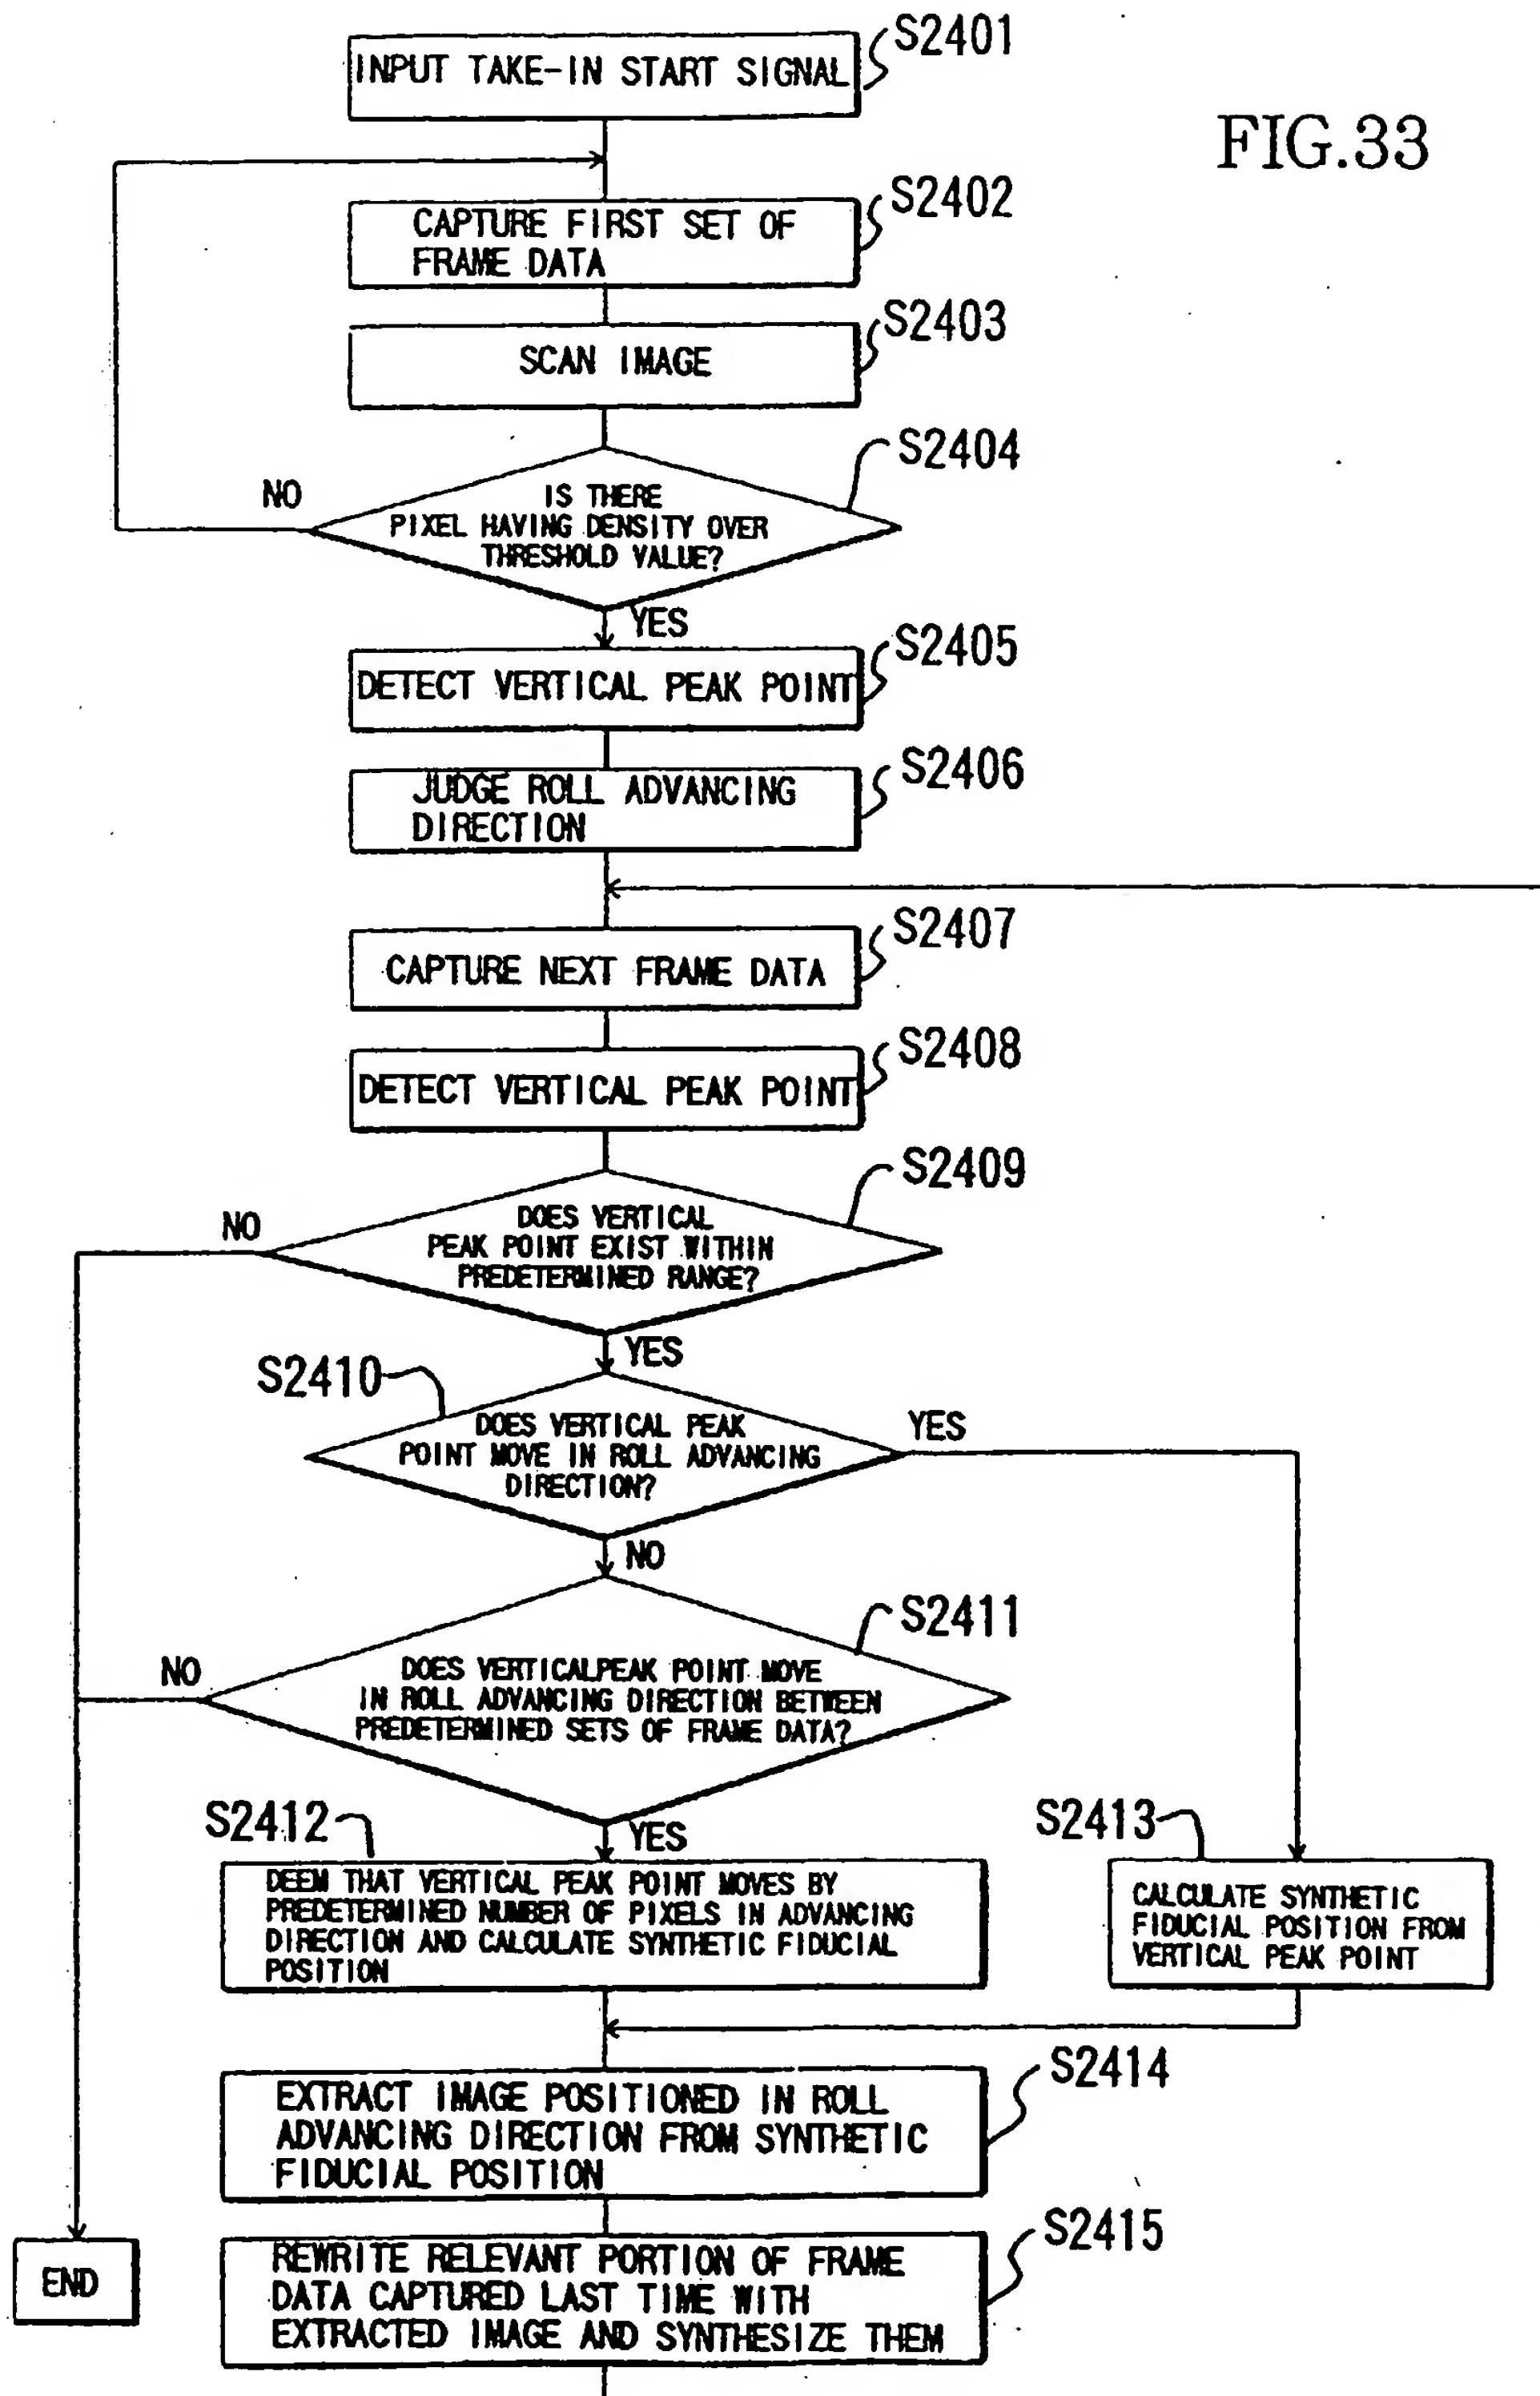 S2401
INPUT TAKE-IN START SIGNAL
FIG.33
S2402
CAPTURE FIRST SET OF
FRAME DATA
S2403
SCAN IMAGE
S2404
NO
IS THERE
PIXEL HAVING DENSITY OVER
THRESHOLD VALUE?
YES
S2405
DETECT VERTICAL PEAK POINT
S2406
JUDGE ROLL ADVANCING
DIRECTION
S2407
CAPTURE NEXT FRAME DATA
S2408
DETECT VERTICAL PEAK POINT
S2409
NO
DOES VERTICAL
PEAK POINT EXIST WITHIN
PREDETERMINED RANGE?
YES
S2410
DOES VERTICAL PEAK
POINT MOVE IN ROLL ADVANCING
DIRECTION?
YES
NO
S2411
NO
DOES VERTICALPEAK POINT MOVE
IN ROLL ADVANCING DIRECTION BETWEEN
PREDETERMINED SETS OF FRAME DATA?
YES
S2412
DEEM THAT VERTICAL PEAK POINT MOVES BY
PREDETERMINED NUMBER OF PIXELS IN ADVANCING
DIRECTION AND CALCULATE SYNTHETIC FIDUCIAL
POSITION
S2413
CALCULATE SYNTHETIC
FIDUCIAL POSITION FROM
VERTICAL PEAK POINT
S2414
EXTRACT IMAGE POSITIONED IN ROLL
ADVANCING DIRECTION FROM SYNTHETIC
FIDUCIAL POSITION
S2415
REWRITE RELEVANT PORTION OF FRAME
DATA CAPTURED LAST TIME WITH
EXTRACTED IMAGE AND SYNTHESIZE THEM
END